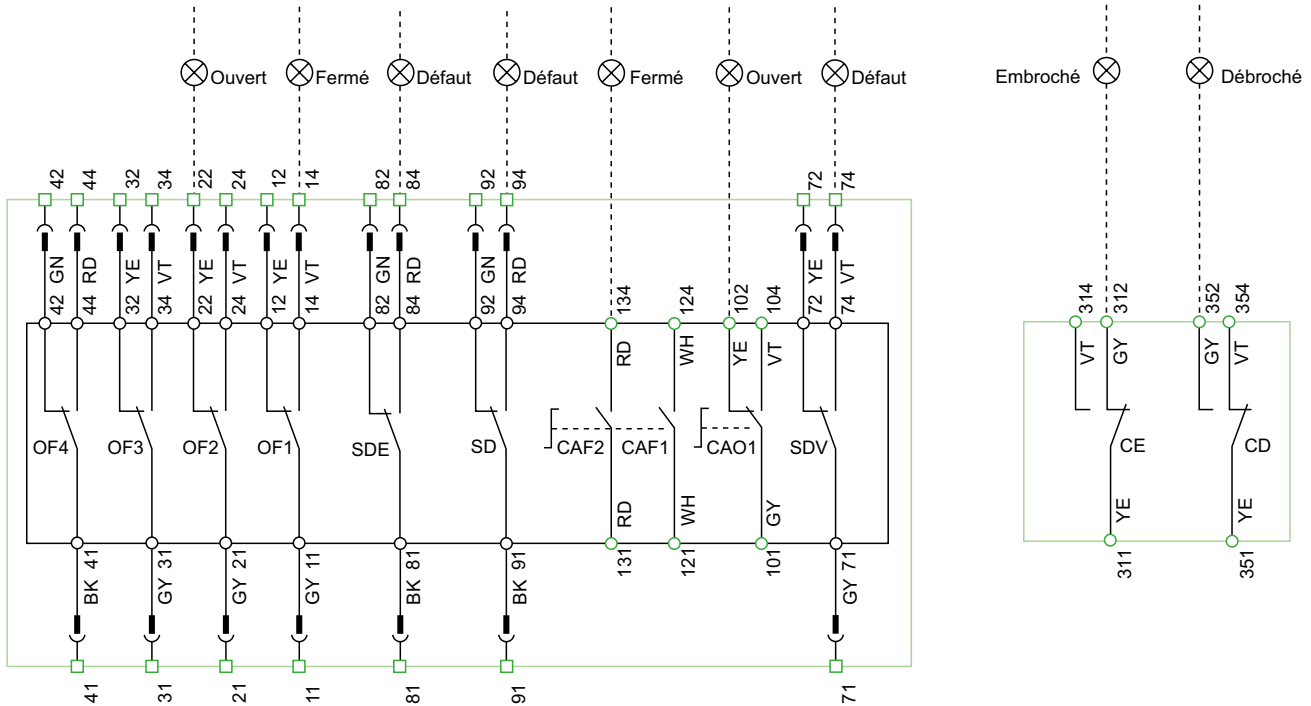 Ouvert Fermé Défaut Défaut Fermé Ouvert Défaut Embroché Débroché
42 44 32 34 22 24 12 14 82 84 92 94 72 74
GN RD YE VT YE VT YE VT GN RD GN RD YE VT
42 44 32 34 22 24 12 14 82 84 92 94 134 124 102 104 72 74 314 312 352 354
RD WH YE VT VT GY GY VT
OF4 OF3 OF2 OF1 SDE SD CAF2 CAF1 CAO1 SDV CE CD
RD WH GY YE YE
41 31 21 11 81 91 131 121 101 71 311 351
BK GY GY GY BK BK GY
41 31 21 11 81 91 71